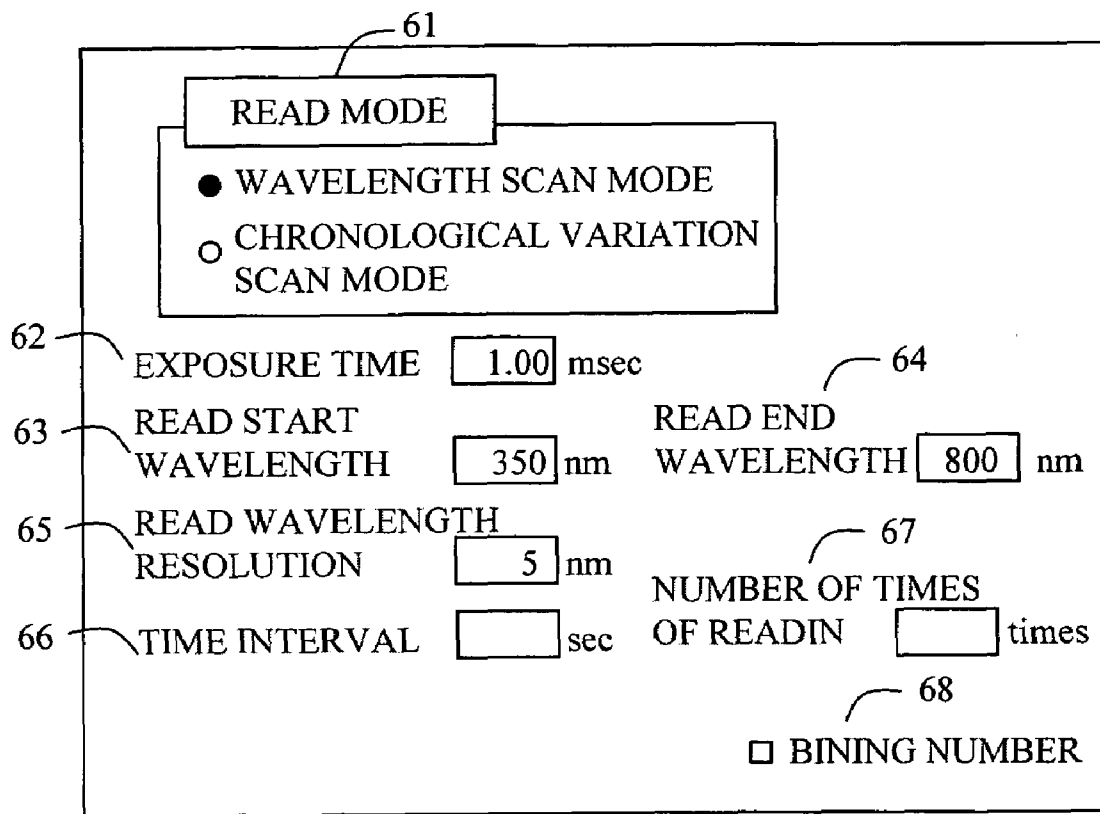 61
READ MODE
● WAVELENGTH SCAN MODE
○ CHRONOLOGICAL VARIATION
SCAN MODE
62
EXPOSURE TIME 1.00 msec
64
63
READ START
WAVELENGTH 350 nm
READ END
WAVELENGTH 800 nm
65
READ WAVELENGTH
RESOLUTION 5 nm
67
NUMBER OF TIMES
OF READIN times
66
TIME INTERVAL sec
68
□ BINING NUMBER